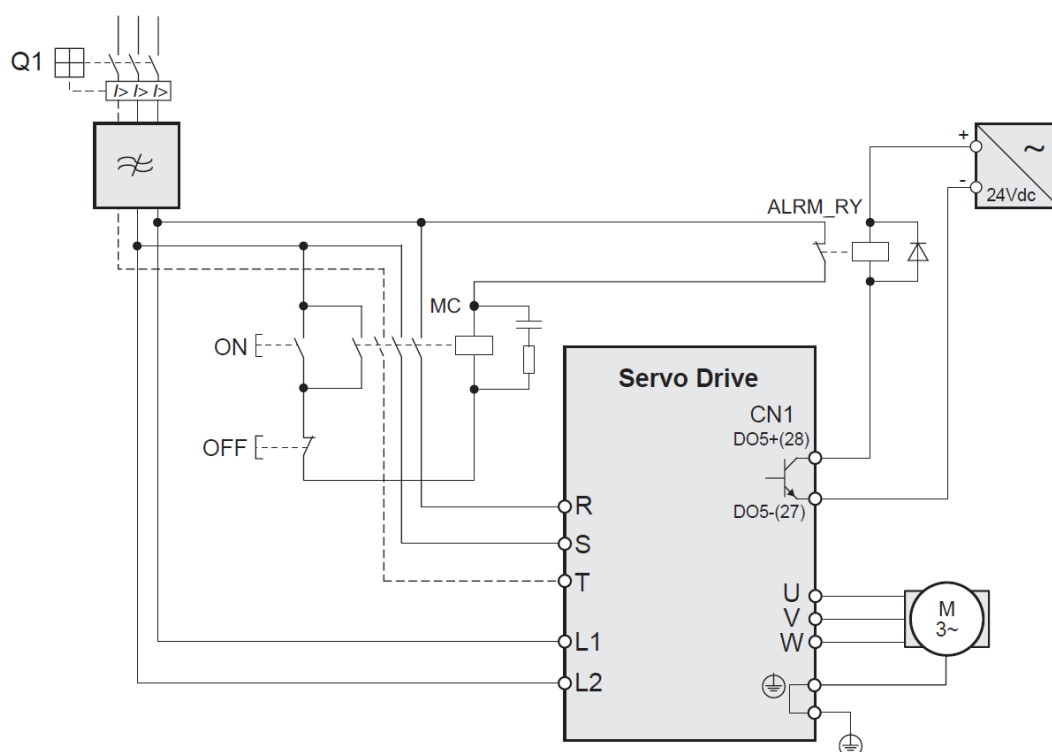 Q1
I> I> I>
+
~
-
24Vdc
ALRM_RY
MC
ON
Servo Drive
CN1
DO5+(28)
OFF
DO5-(27)
R
S
T
U
V
W
M
3~
L1
L2